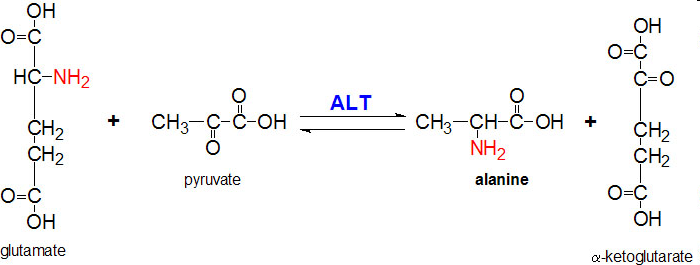 OH
O=C
HC–NH2
CH2
CH2
O=C
OH
glutamate
+
CH3–C–C–OH
O
O
pyruvate
ALT
CH3–CH–C–OH
O
NH2
alanine
+
OH
O=C
C=O
CH2
CH2
O=C
OH
α-ketoglutarate